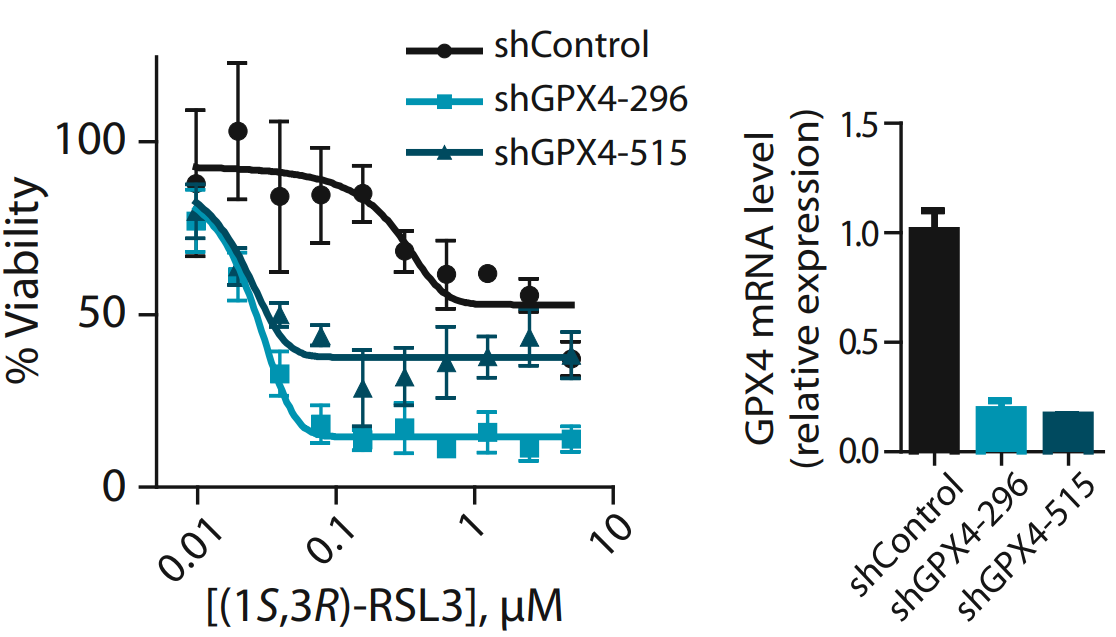 shControl
shGPX4-296
shGPX4-515
% Viability
100
50
0
0.01
0.1
1
10
[(1S,3R)-RSL3], μM
GPX4 mRNA level
(relative expression)
1.5
1.0
0.5
0.0
shControl
shGPX4-296
shGPX4-515